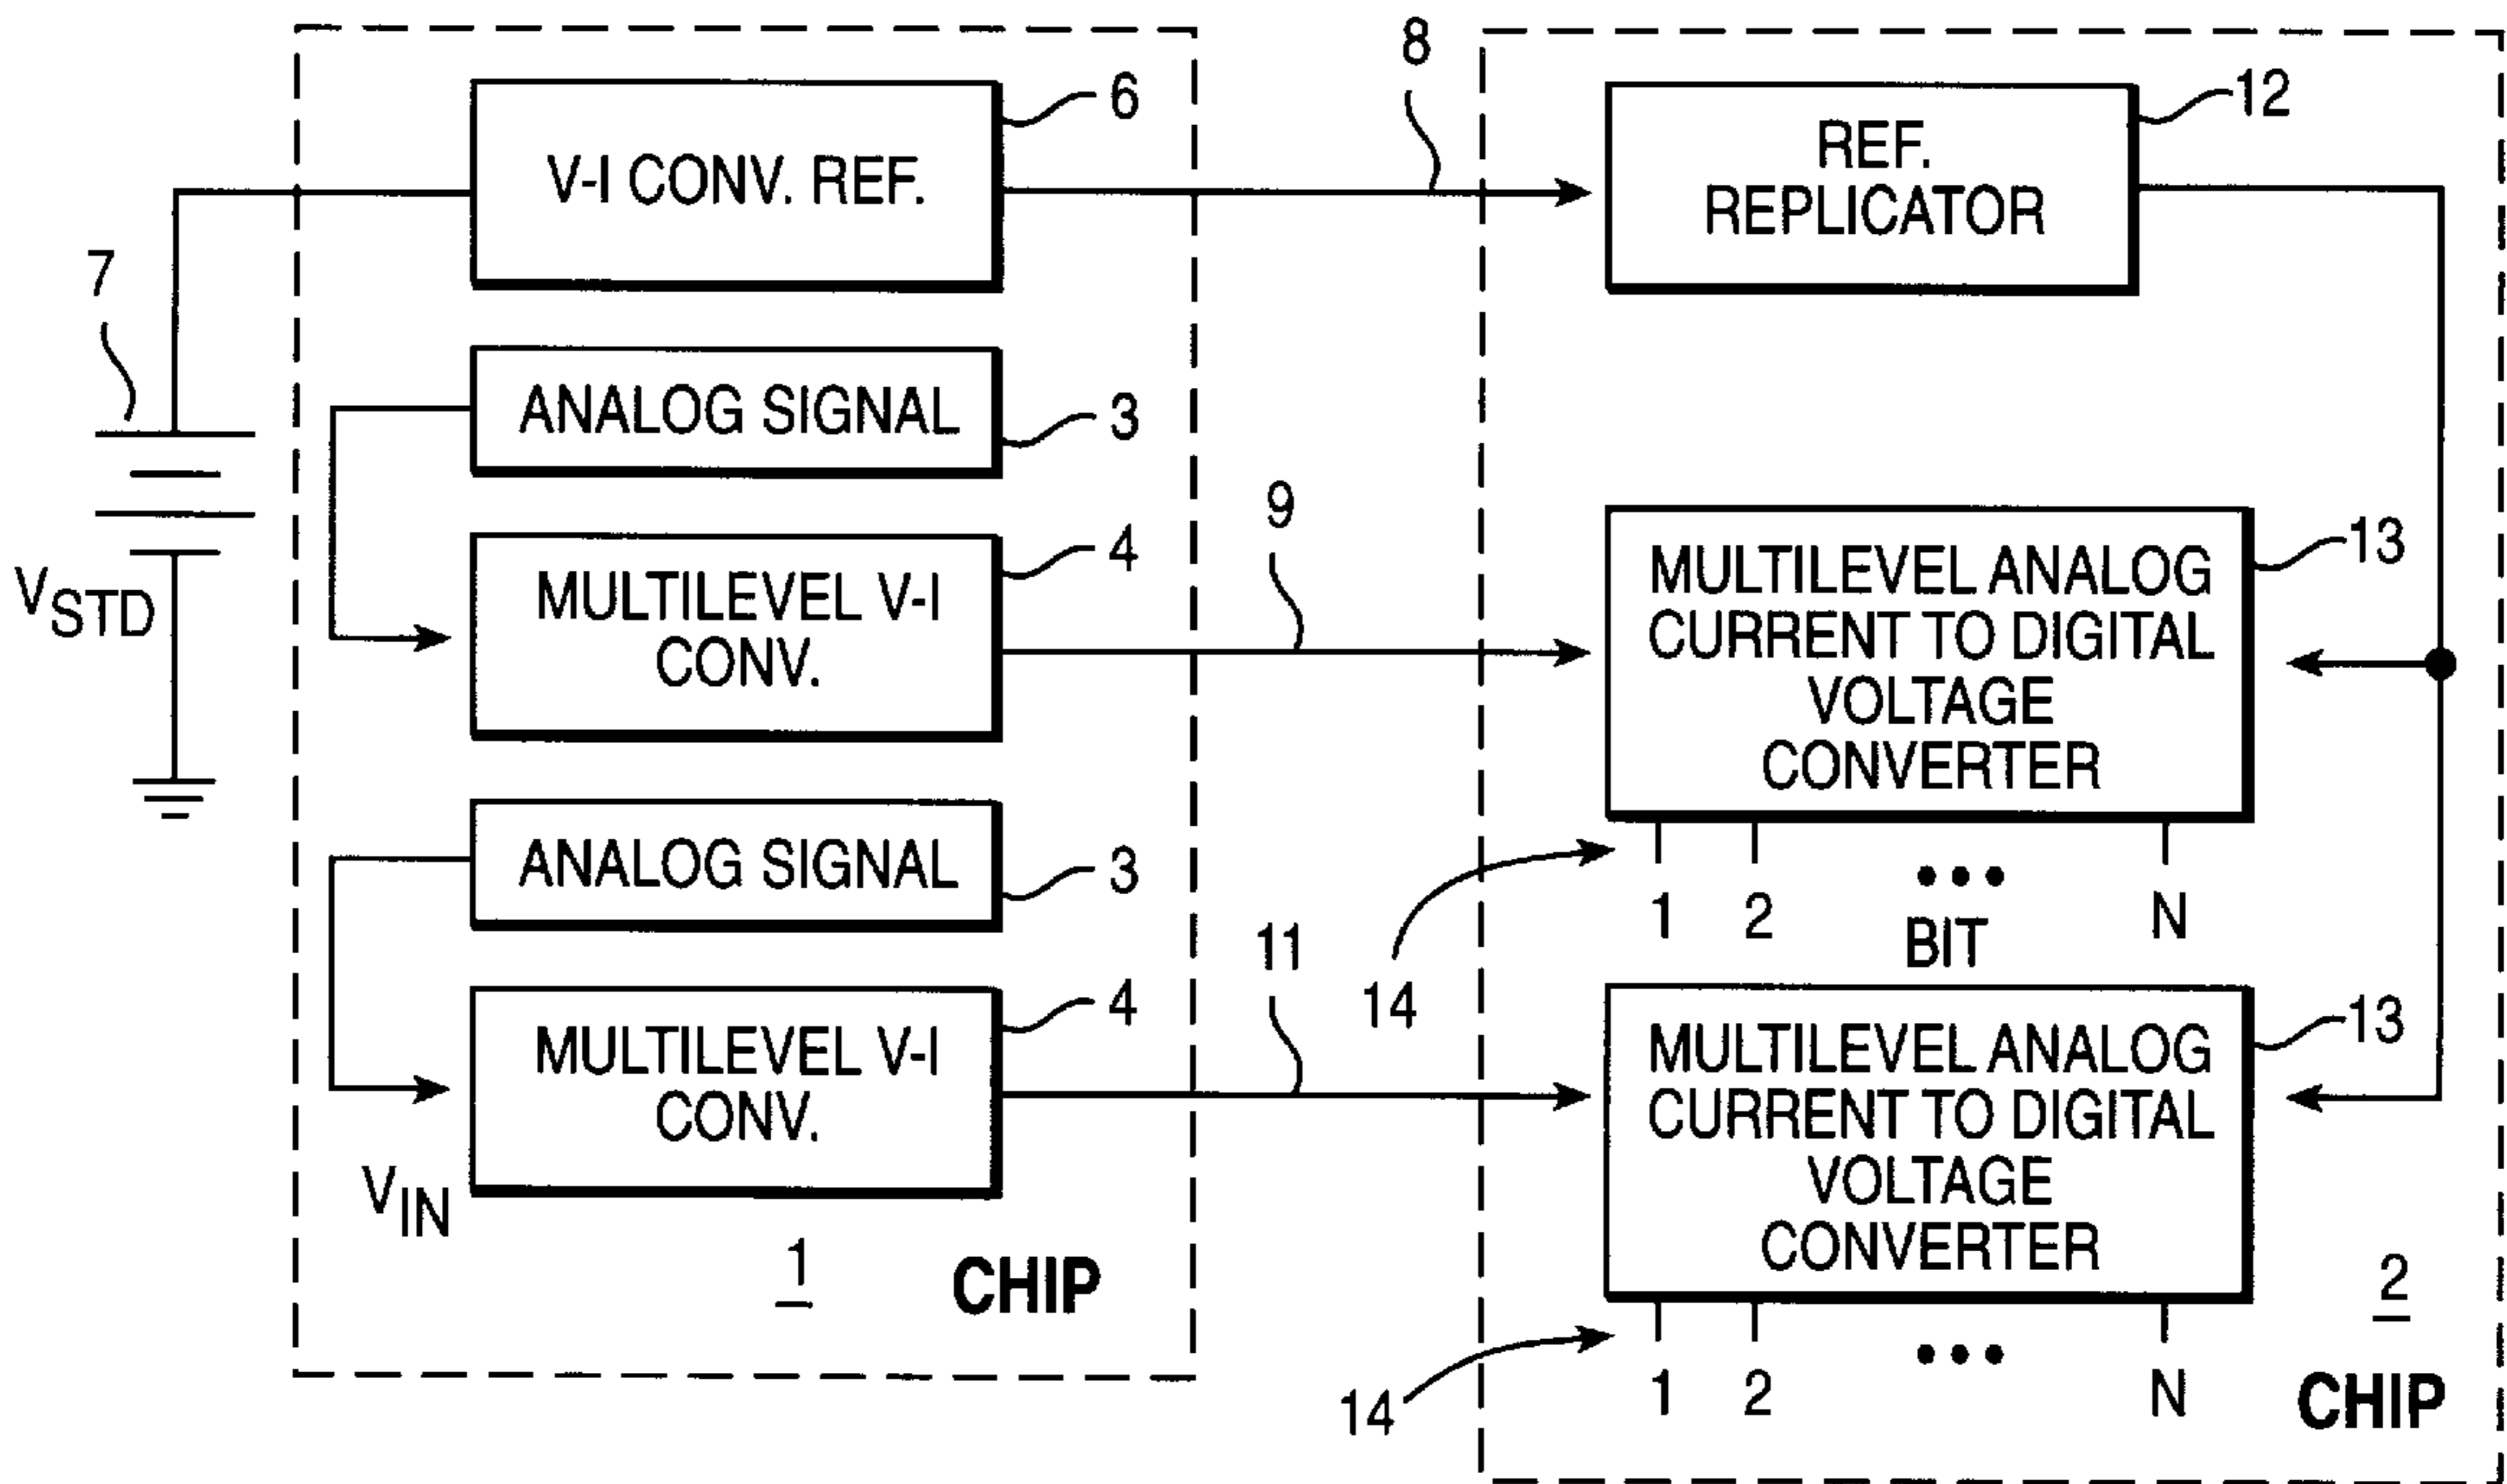 8
6
12
V-I CONV. REF.
REF.
REPLICATOR
7
ANALOG SIGNAL
3
9
4
13
MULTILEVEL V-I
CONV.
MULTILEVEL ANALOG
CURRENT TO DIGITAL
VOLTAGE
CONVERTER
VSTD
ANALOG SIGNAL
3
1 2 ••• N
BIT
11
14
4
13
MULTILEVEL V-I
CONV.
MULTILEVEL ANALOG
CURRENT TO DIGITAL
VOLTAGE
CONVERTER
VIN
1
CHIP
2
14
1 2 ••• N
CHIP